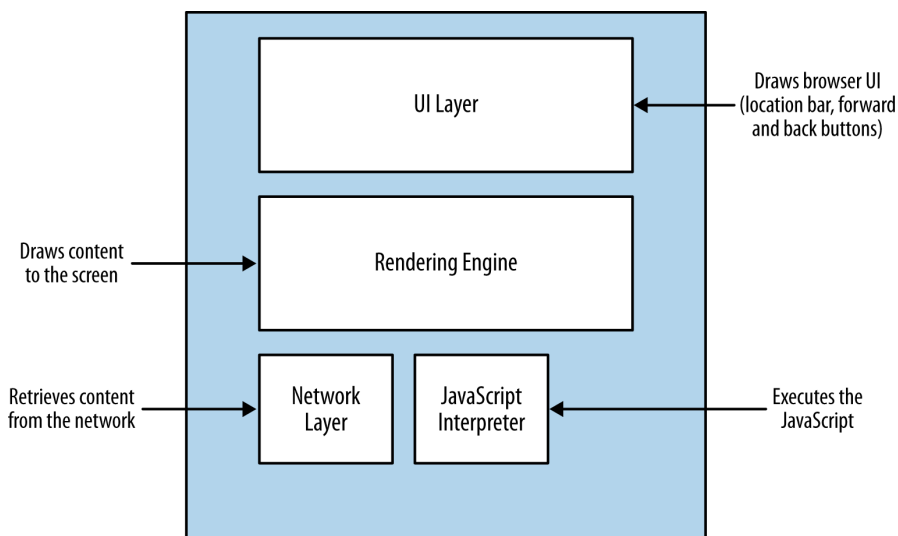 UI Layer
Draws browser UI
(location bar, forward
and back buttons)
Draws content
to the screen
Rendering Engine
Retrieves content
from the network
Network
Layer
JavaScript
Interpreter
Executes the
JavaScript